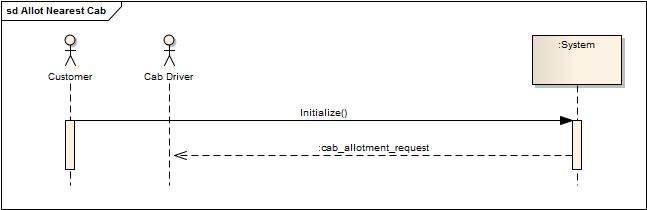 sd Allot Nearest Cab
:System
Customer
Cab Driver
Initialize()
:cab_allotment_request